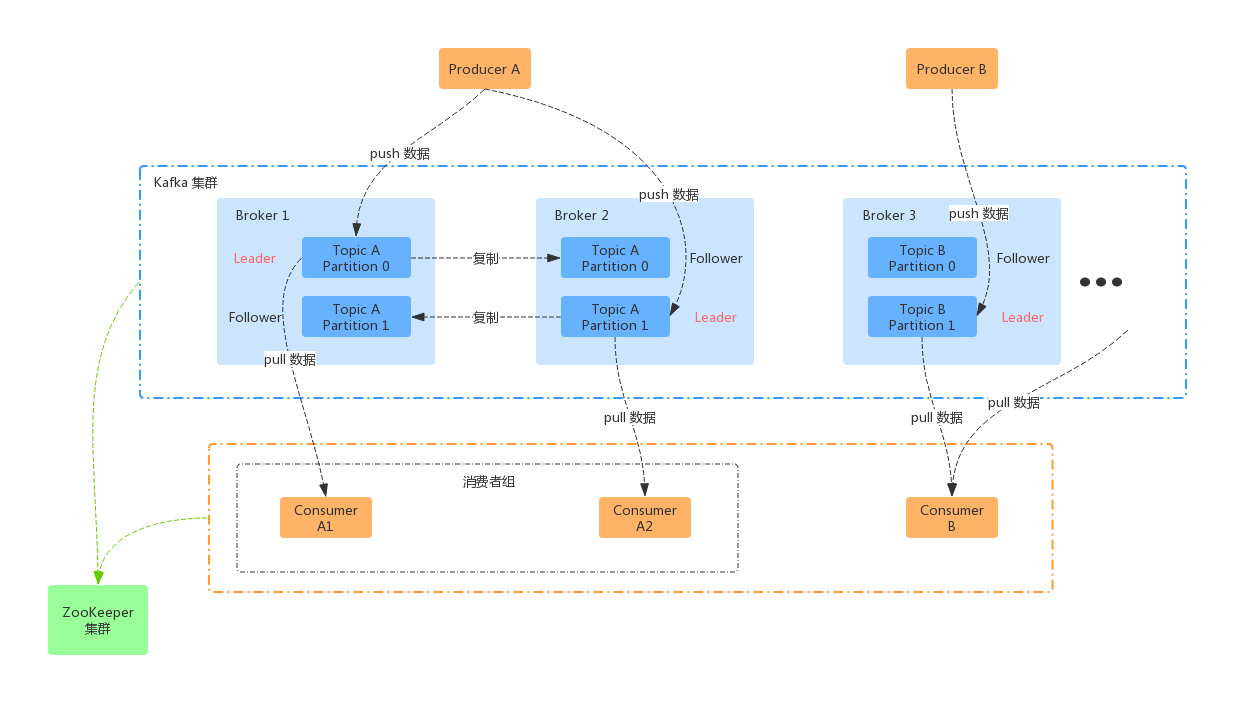 Producer A
Producer B
push 数据
Kafka 集群
push 数据
push 数据
Broker 1
Leader
Topic A
Partition 0
Follower
Topic A
Partition 1
复制
复制
Broker 2
Topic A
Partition 0
Follower
Topic A
Partition 1
Leader
Broker 3
Topic B
Partition 0
Follower
Topic B
Partition 1
Leader
pull 数据
pull 数据
pull 数据
pull 数据
消费者组
Consumer
A1
Consumer
A2
Consumer
B
ZooKeeper
集群